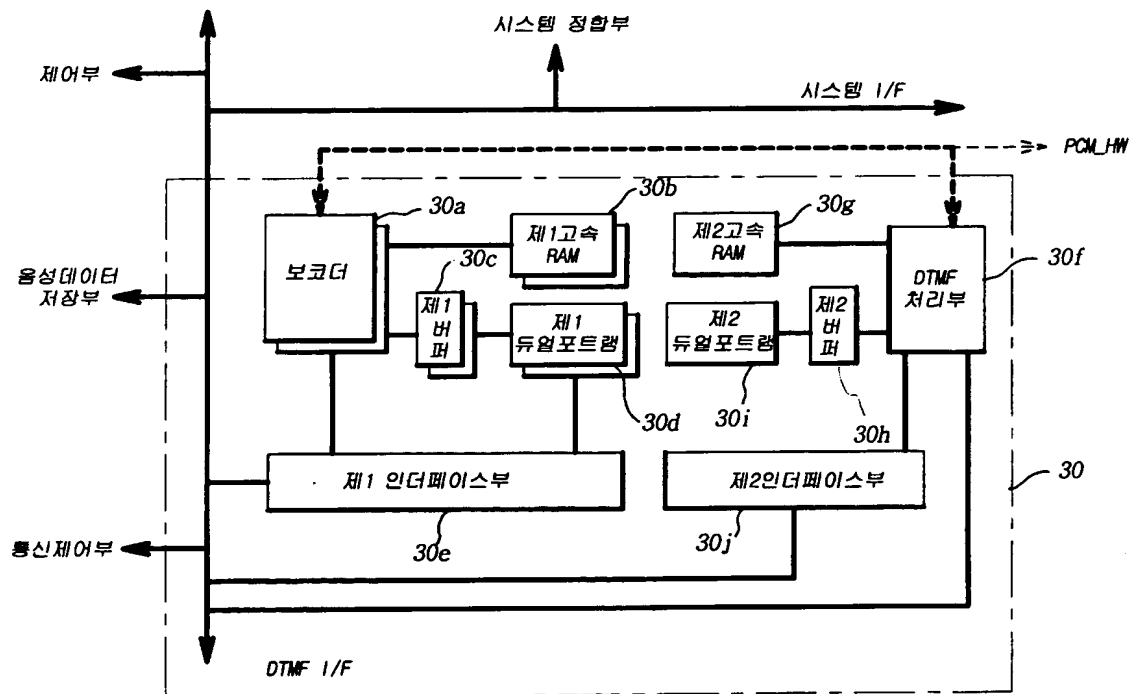 시스템 정합부
제어부
시스템 I/F
PCM_HW
30a
30b
30g
보코더
제1고속
RAM
제2고속
RAM
30f
DTMF
처리부
30c
음성데이터
저장부
제1
버
퍼
제1
듀얼포트램
제2
듀얼포트램
제2
버
퍼
30d
30i
30h
제1 인더페이스부
제2인더페이스부
30
30e
30j
통신제어부
DTMF I/F